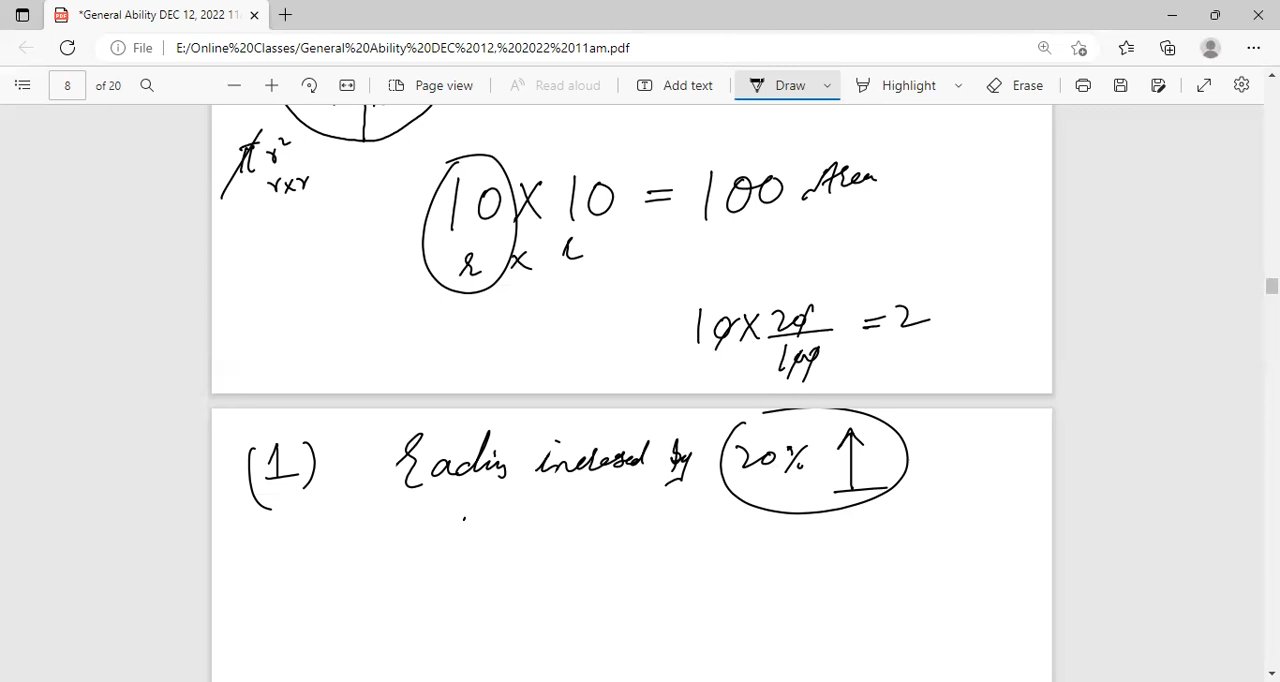 *General Ability DEC 12, 2022 11
File E:/Online%20Classes/General%20Ability%20DEC%2012,%202022%2011am.pdf
8 of 20 Page view Read aloud Add text Draw Highlight Erase
πr²
r×r
10 × 10 = 100 Area
r × r
10 × 20/100 = 2
(1) Radius incresed by 20% ↑